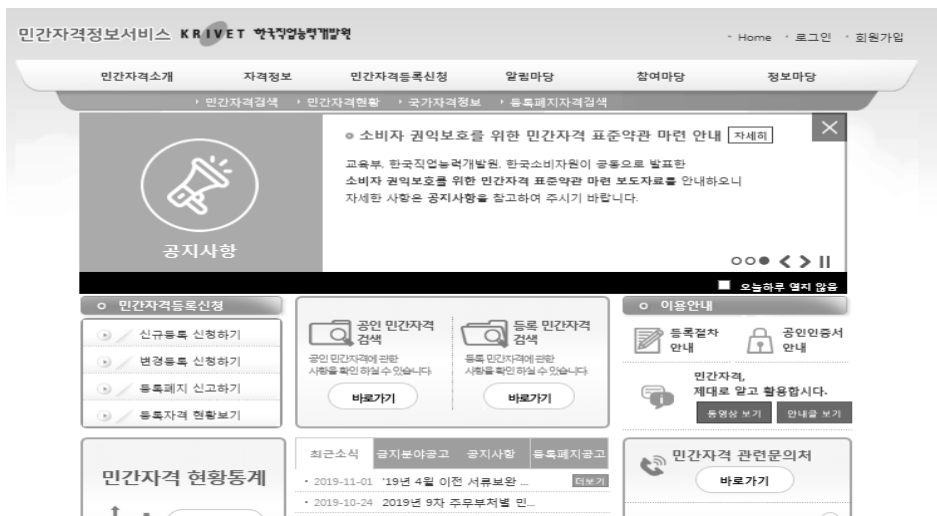 민간자격정보서비스 KRIVET 한국직업능력개발원
Home 로그인 회원가입
민간자격소개 자격정보 민간자격등록신청 알림마당 참여마당 정보마당
민간자격검색 민간자격현황 국가자격정보 등록폐지자격검색
소비자 권익보호를 위한 민간자격 표준약관 마련 안내 자세히
교육부, 한국직업능력개발원, 한국소비자원이 공동으로 발표한
소비자 권익보호를 위한 민간자격 표준약관 마련 보도자료를 안내하오니
자세한 사항은 공지사항을 참고하여 주시기 바랍니다.
공지사항
오늘하루 열지 않음
민간자격등록신청
신규등록 신청하기
변경등록 신청하기
등록폐지 신고하기
등록자격 현황보기
공인 민간자격
검색
공인 민간자격에 관한
사항을 확인 하실 수 있습니다.
바로가기
등록 민간자격
검색
등록 민간자격에 관한
사항을 확인 하실 수 있습니다.
바로가기
이용안내
등록절차
안내
공인인증서
안내
민간자격,
제대로 알고 활용합시다.
동영상 보기 안내글 보기
민간자격 현황통계
최근소식 금지분야공고 공지사항 등록폐지공고
2019-11-01 '19년 4월 이전 서류보완 ... 더보기
2019-10-24 2019년 9차 주무부처별 민...
민간자격 관련문의처
바로가기